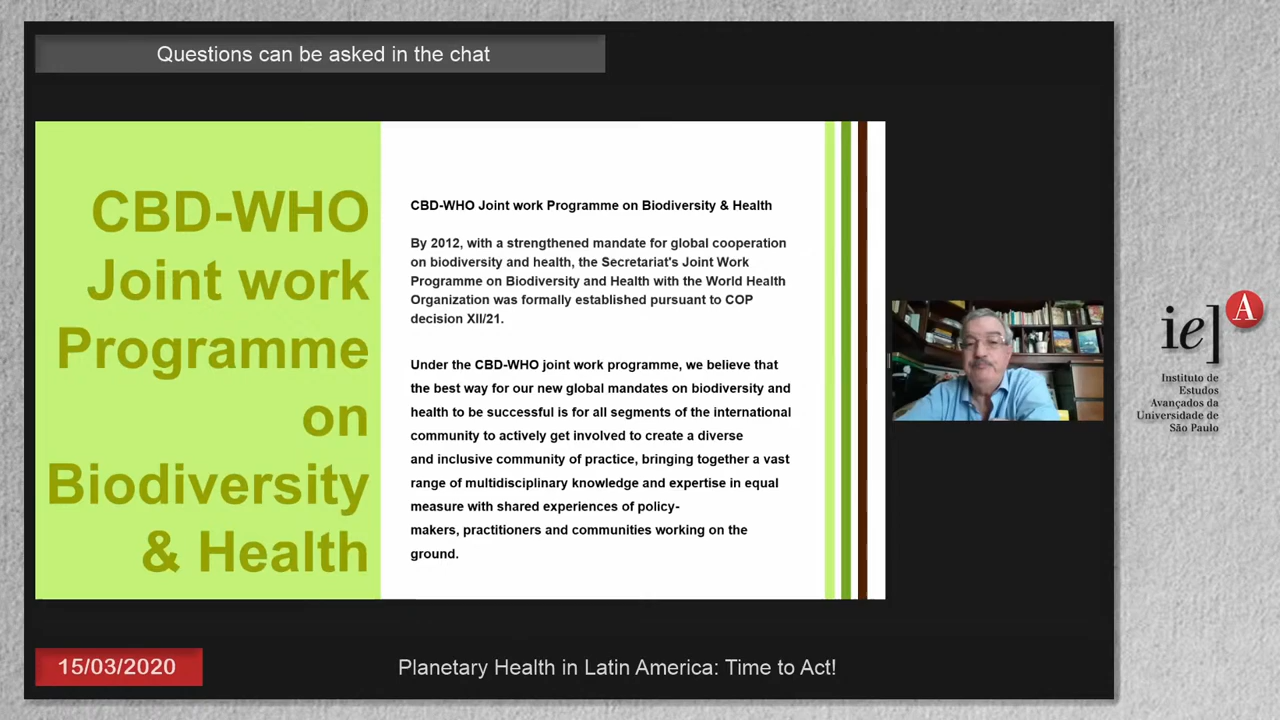 Questions can be asked in the chat
CBD-WHO
Joint work
Programme
on
Biodiversity
& Health
CBD-WHO Joint work Programme on Biodiversity & Health
By 2012, with a strengthened mandate for global cooperation
on biodiversity and health, the Secretariat's Joint Work
Programme on Biodiversity and Health with the World Health
Organization was formally established pursuant to COP
decision XII/21.
Under the CBD-WHO joint work programme, we believe that
the best way for our new global mandates on biodiversity and
health to be successful is for all segments of the international
community to actively get involved to create a diverse
and inclusive community of practice, bringing together a vast
range of multidisciplinary knowledge and expertise in equal
measure with shared experiences of policy-
makers, practitioners and communities working on the
ground.
ie] A
Instituto de
Estudos
Avançados da
Universidade de
São Paulo
15/03/2020
Planetary Health in Latin America: Time to Act!